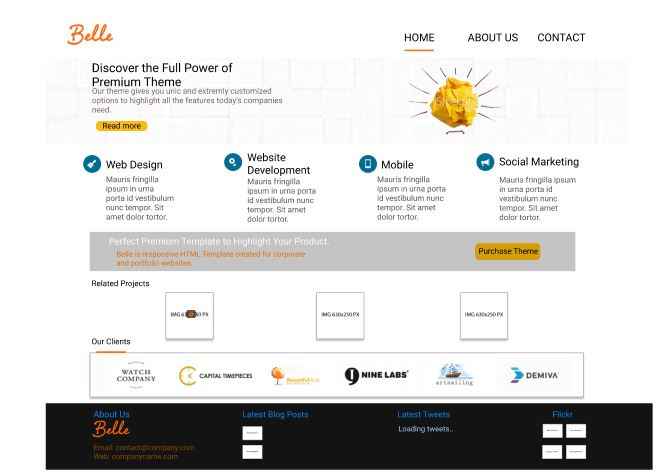 Belle
HOME ABOUT US CONTACT
Discover the Full Power of
Premium Theme
Our theme gives you unic and extremly customized
options to highlight all the features today's companies
need.
Read more
Web Design
Mauris fringilla
ipsum in urna
porta id vestibulum
nunc tempor. Sit
amet dolor tortor.
Website
Development
Mauris fringilla
ipsum in urna porta
id vestibulum nunc
tempor. Sit amet
dolor tortor.
Mobile
Mauris fringilla
ipsum in urna porta
id vestibulum nunc
tempor. Sit amet
dolor tortor.
Social Marketing
Mauris fringilla ipsum
in urna porta id
vestibulum nunc
tempor. Sit amet
dolor tortor.
Perfect Premium Template to Highlight Your Product.
Belle is responsive HTML Template created for corporate
and portfolio websites.
Purchase Theme
Related Projects
IMG 630x250 PX
IMG 630x250 PX
Our Clients
WATCH
COMPANY
CAPITAL TIMEPIECES
NINE LABS
artsailing
DEMIVA
About Us
Belle
Email: contact@company.com
Web: companyname.com
Latest Blog Posts
Latest Tweets
Loading tweets..
Flickr